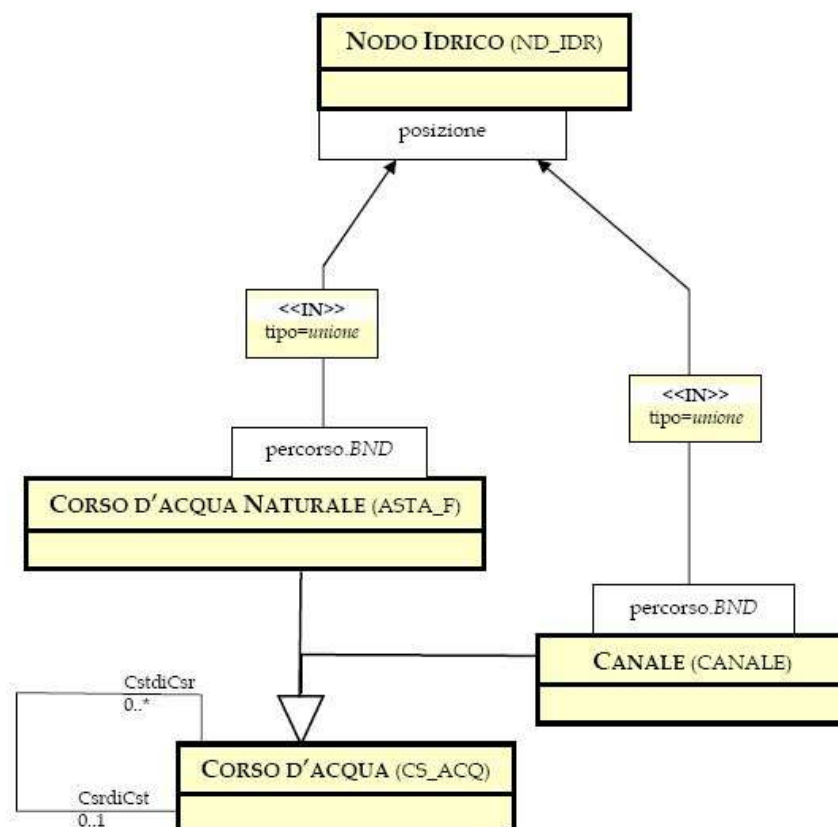 NODO IDRICO (ND_IDR)
posizione
<<IN>>
tipo=unione
<<IN>>
tipo=unione
percorso.BND
CORSO D'ACQUA NATURALE (ASTA_F)
percorso.BND
CANALE (CANALE)
CstdiCsr
0..*
CORSO D'ACQUA (CS_ACQ)
CsrdiCst
0..1